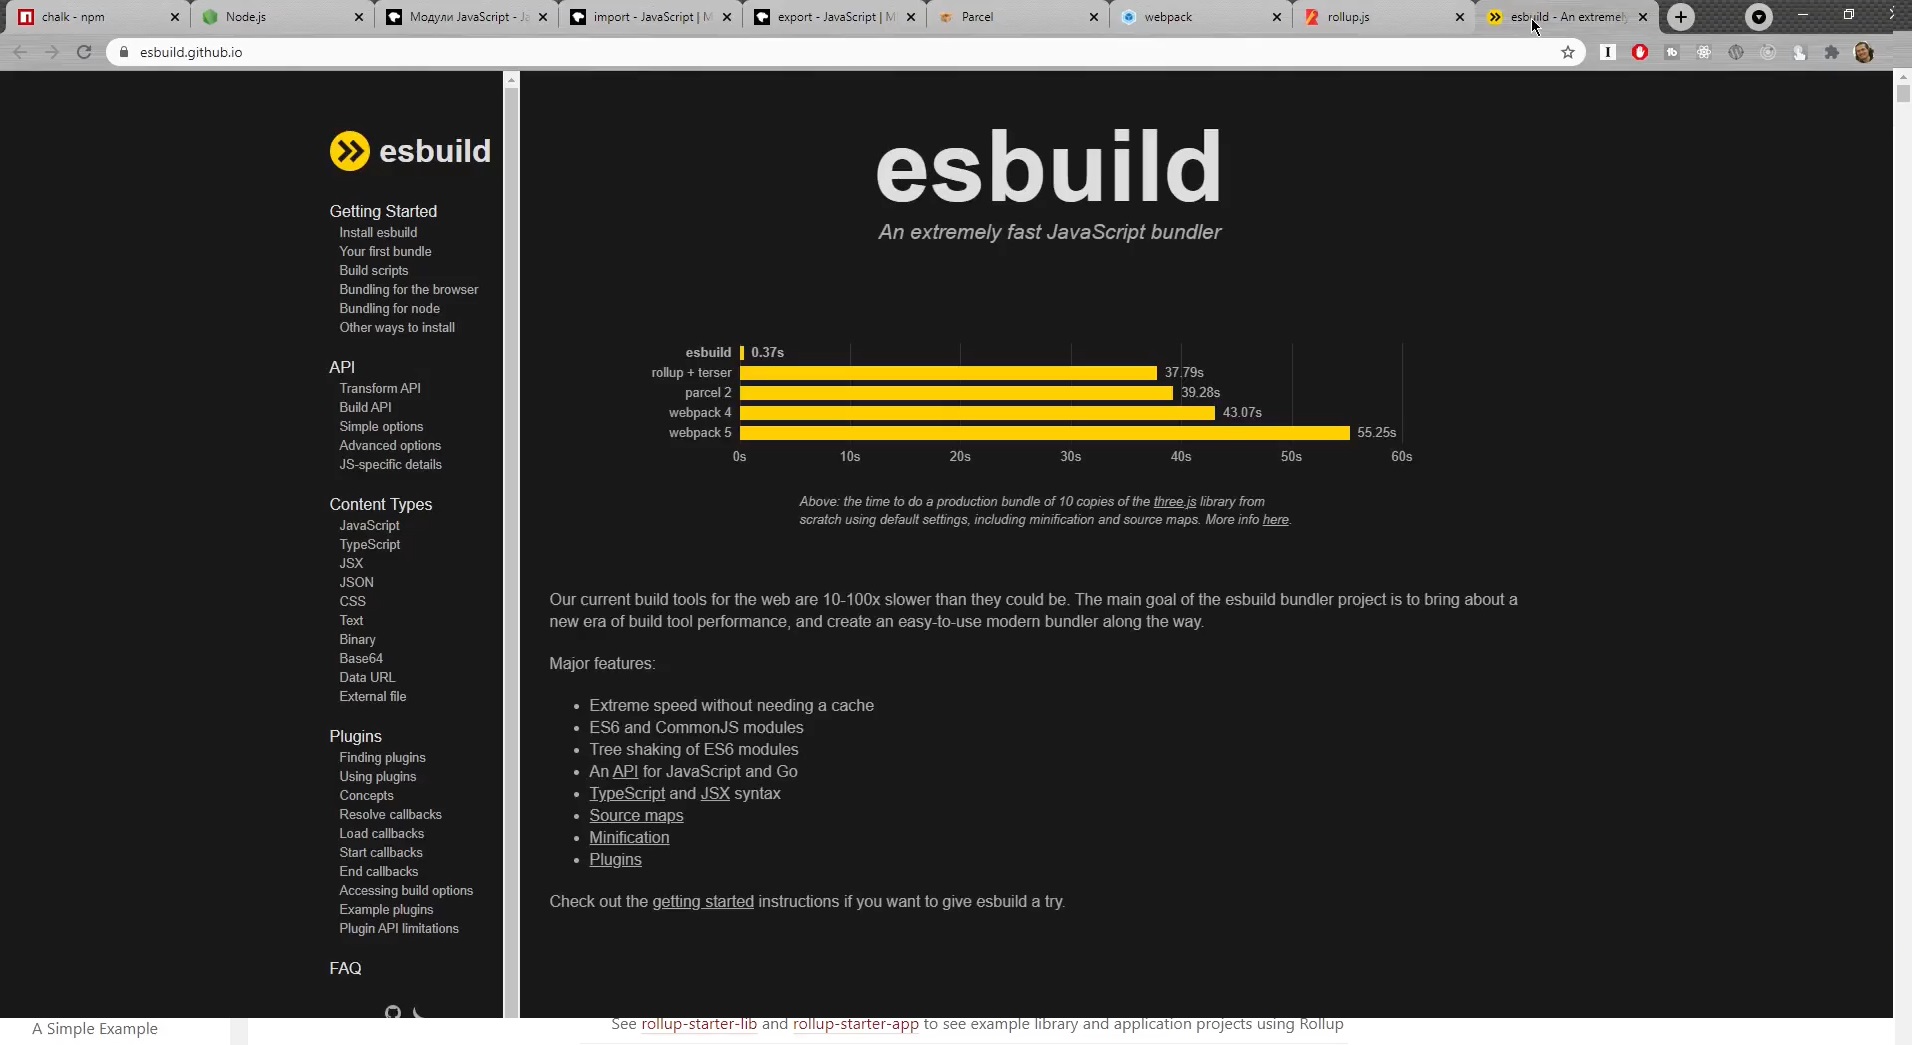 chalk - npm
Node.js
Модули JavaScript - Ja
import - JavaScript | M
export - JavaScript | M
Parcel
webpack
rollup.js
esbuild - An extremel
esbuild.github.io
esbuild
Getting Started
Install esbuild
Your first bundle
Build scripts
Bundling for the browser
Bundling for node
Other ways to install
API
Transform API
Build API
Simple options
Advanced options
JS-specific details
Content Types
JavaScript
TypeScript
JSX
JSON
CSS
Text
Binary
Base64
Data URL
External file
Plugins
Finding plugins
Using plugins
Concepts
Resolve callbacks
Load callbacks
Start callbacks
End callbacks
Accessing build options
Example plugins
Plugin API limitations
FAQ
esbuild
An extremely fast JavaScript bundler
esbuild 0.37s
rollup + terser 37.79s
parcel 2 39.28s
webpack 4 43.07s
webpack 5 55.25s
0s 10s 20s 30s 40s 50s 60s
Above: the time to do a production bundle of 10 copies of the three.js library from
scratch using default settings, including minification and source maps. More info here.
Our current build tools for the web are 10-100x slower than they could be. The main goal of the esbuild bundler project is to bring about a
new era of build tool performance, and create an easy-to-use modern bundler along the way.
Major features:
• Extreme speed without needing a cache
• ES6 and CommonJS modules
• Tree shaking of ES6 modules
• An API for JavaScript and Go
• TypeScript and JSX syntax
• Source maps
• Minification
• Plugins
Check out the getting started instructions if you want to give esbuild a try.
A Simple Example
See rollup-starter-lib and rollup-starter-app to see example library and application projects using Rollup